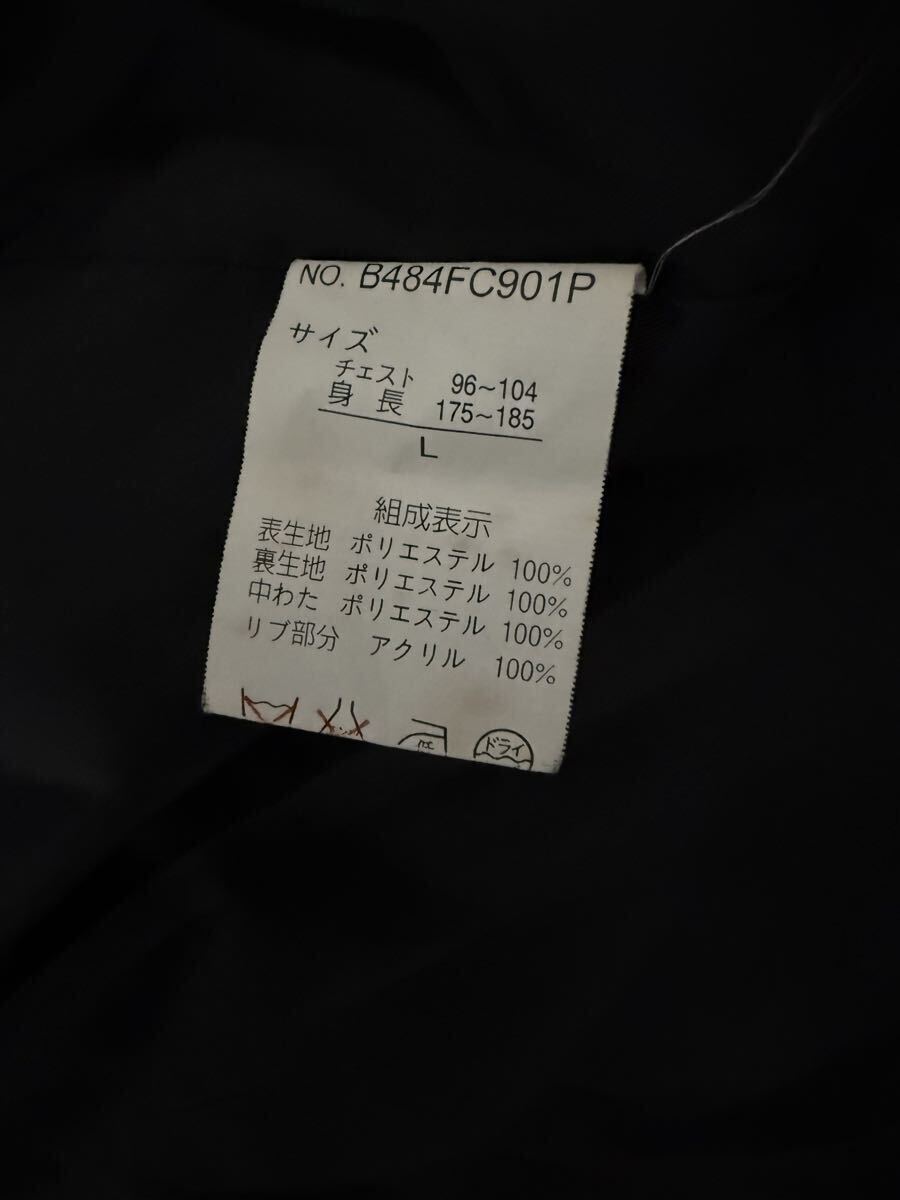 NO. B484FC901P
サイズ
チェスト 96~104
身長 175~185
L
組成表示
表生地 ポリエステル 100%
裏生地 ポリエステル 100%
中わた ポリエステル 100%
リブ部分 アクリル 100%
ドライ